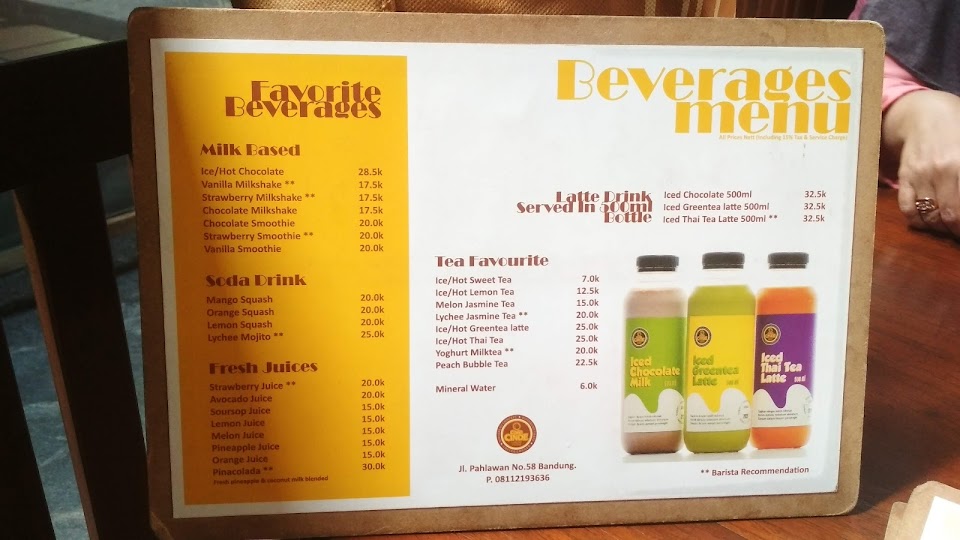 Favorite
Beverages
Milk Based
Ice/Hot Chocolate 28.5k
Vanilla Milkshake ** 17.5k
Strawberry Milkshake ** 17.5k
Chocolate Milkshake 17.5k
Chocolate Smoothie 20.0k
Strawberry Smoothie ** 20.0k
Vanilla Smoothie 20.0k
Soda Drink
Mango Squash 20.0k
Orange Squash 20.0k
Lemon Squash 20.0k
Lychee Mojito ** 25.0k
Fresh Juices
Strawberry Juice ** 20.0k
Avocado Juice 20.0k
Soursop Juice 15.0k
Lemon Juice 15.0k
Melon Juice 15.0k
Pineapple Juice 15.0k
Orange Juice 15.0k
Pinacolada ** 30.0k
Fresh pineapple & coconut milk blended
Beverages
menu
All Prices Nett (Including 15% Tax & Service Charge)
Latte Drink
Served In 500ml
Bottle
Iced Chocolate 500ml 32.5k
Iced Greentea latte 500ml 32.5k
Iced Thai Tea Latte 500ml ** 32.5k
Tea Favourite
Ice/Hot Sweet Tea 7.0k
Ice/Hot Lemon Tea 12.5k
Melon Jasmine Tea 15.0k
Lychee Jasmine Tea ** 20.0k
Ice/Hot Greentea latte 25.0k
Ice/Hot Thai Tea 25.0k
Yoghurt Milktea ** 20.0k
Peach Bubble Tea 22.5k
Mineral Water 6.0k
Jl. Pahlawan No.58 Bandung.
P. 08112193636
Iced
Chocolate
Milk
Iced
Greentea
Latte
Iced
Thai Tea
Latte
** Barista Recommendation